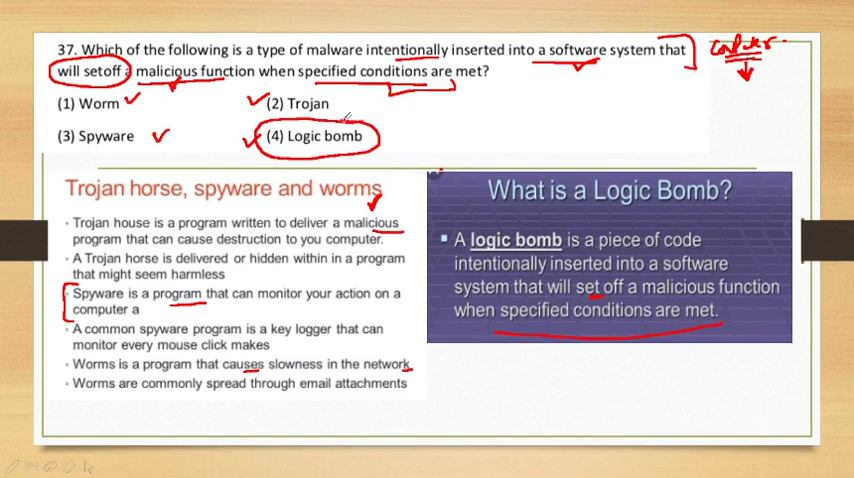 37. Which of the following is a type of malware intentionally inserted into a software system that
will setoff a malicious function when specified conditions are met?
(1) Worm
(2) Trojan
(3) Spyware
(4) Logic bomb
Trojan horse, spyware and worms
• Trojan house is a program written to deliver a malicious
program that can cause destruction to you computer.
• A Trojan horse is delivered or hidden within in a program
that might seem harmless
• Spyware is a program that can monitor your action on a
computer a
• A common spyware program is a key logger that can
monitor every mouse click makes
• Worms is a program that causes slowness in the network
• Worms are commonly spread through email attachments
What is a Logic Bomb?
▪ A logic bomb is a piece of code
intentionally inserted into a software
system that will set off a malicious function
when specified conditions are met.